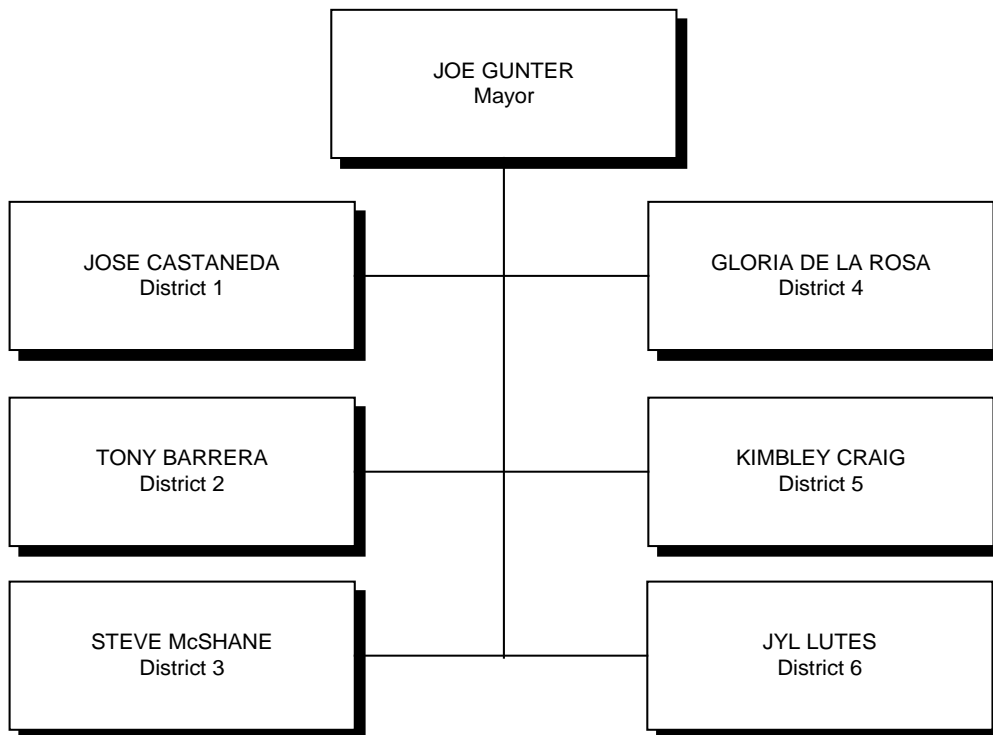 JOE GUNTER
Mayor
JOSE CASTANEDA
District 1
GLORIA DE LA ROSA
District 4
TONY BARRERA
District 2
KIMBLEY CRAIG
District 5
STEVE McSHANE
District 3
JYL LUTES
District 6